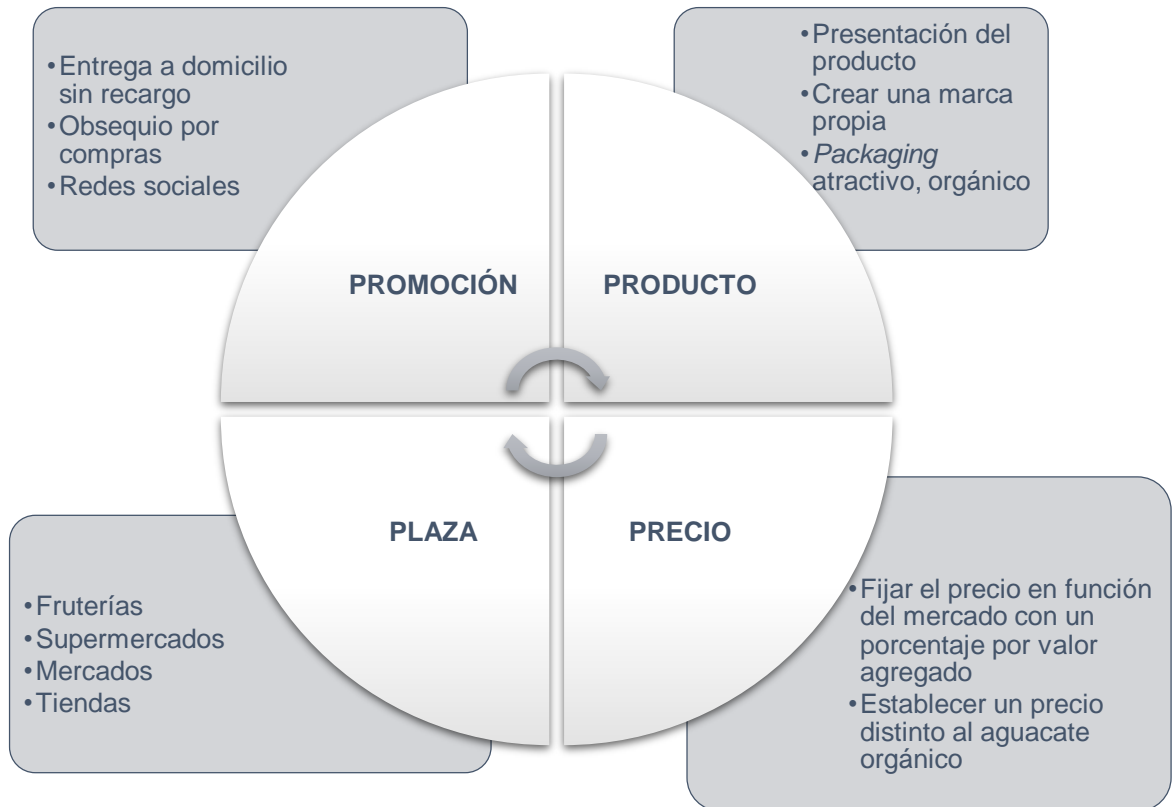 •Entrega a domicilio
sin recargo
•Obsequio por
compras
•Redes sociales
•Presentación del
producto
•Crear una marca
propia
•Packaging
atractivo, orgánico
PROMOCIÓN
PRODUCTO
PLAZA
PRECIO
•Fruterías
•Supermercados
•Mercados
•Tiendas
•Fijar el precio en función
del mercado con un
porcentaje por valor
agregado
•Establecer un precio
distinto al aguacate
orgánico